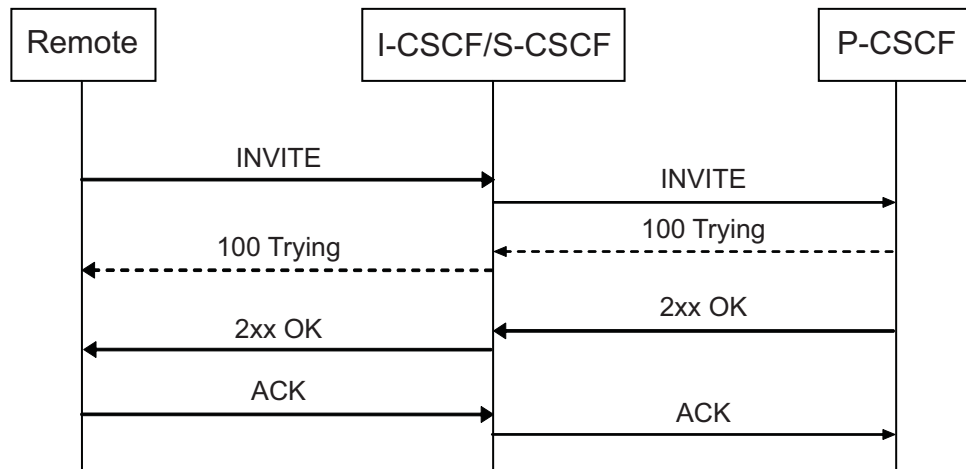 Remote
I-CSCF/S-CSCF
P-CSCF
INVITE
INVITE
100 Trying
100 Trying
2xx OK
2xx OK
ACK
ACK